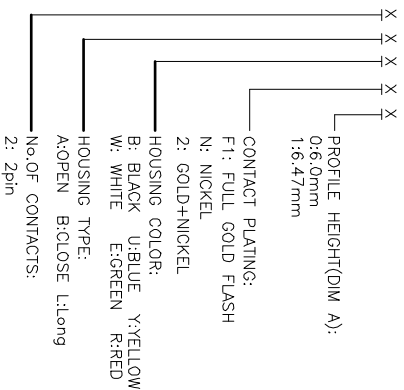 X X X X X
PROFILE HEIGHT(DIM A):
0:6.0mm
1:6.47mm
CONTACT PLATING:
F1: FULL GOLD FLASH
N: NICKEL
2: GOLD+NICKEL
HOUSING COLOR:
B: BLACK U:BLUE Y:YELLOW
W: WHITE E:GREEN R:RED
HOUSING TYPE:
A:OPEN B:CLOSE L:Long
No.OF CONTACTS:
2: 2pin